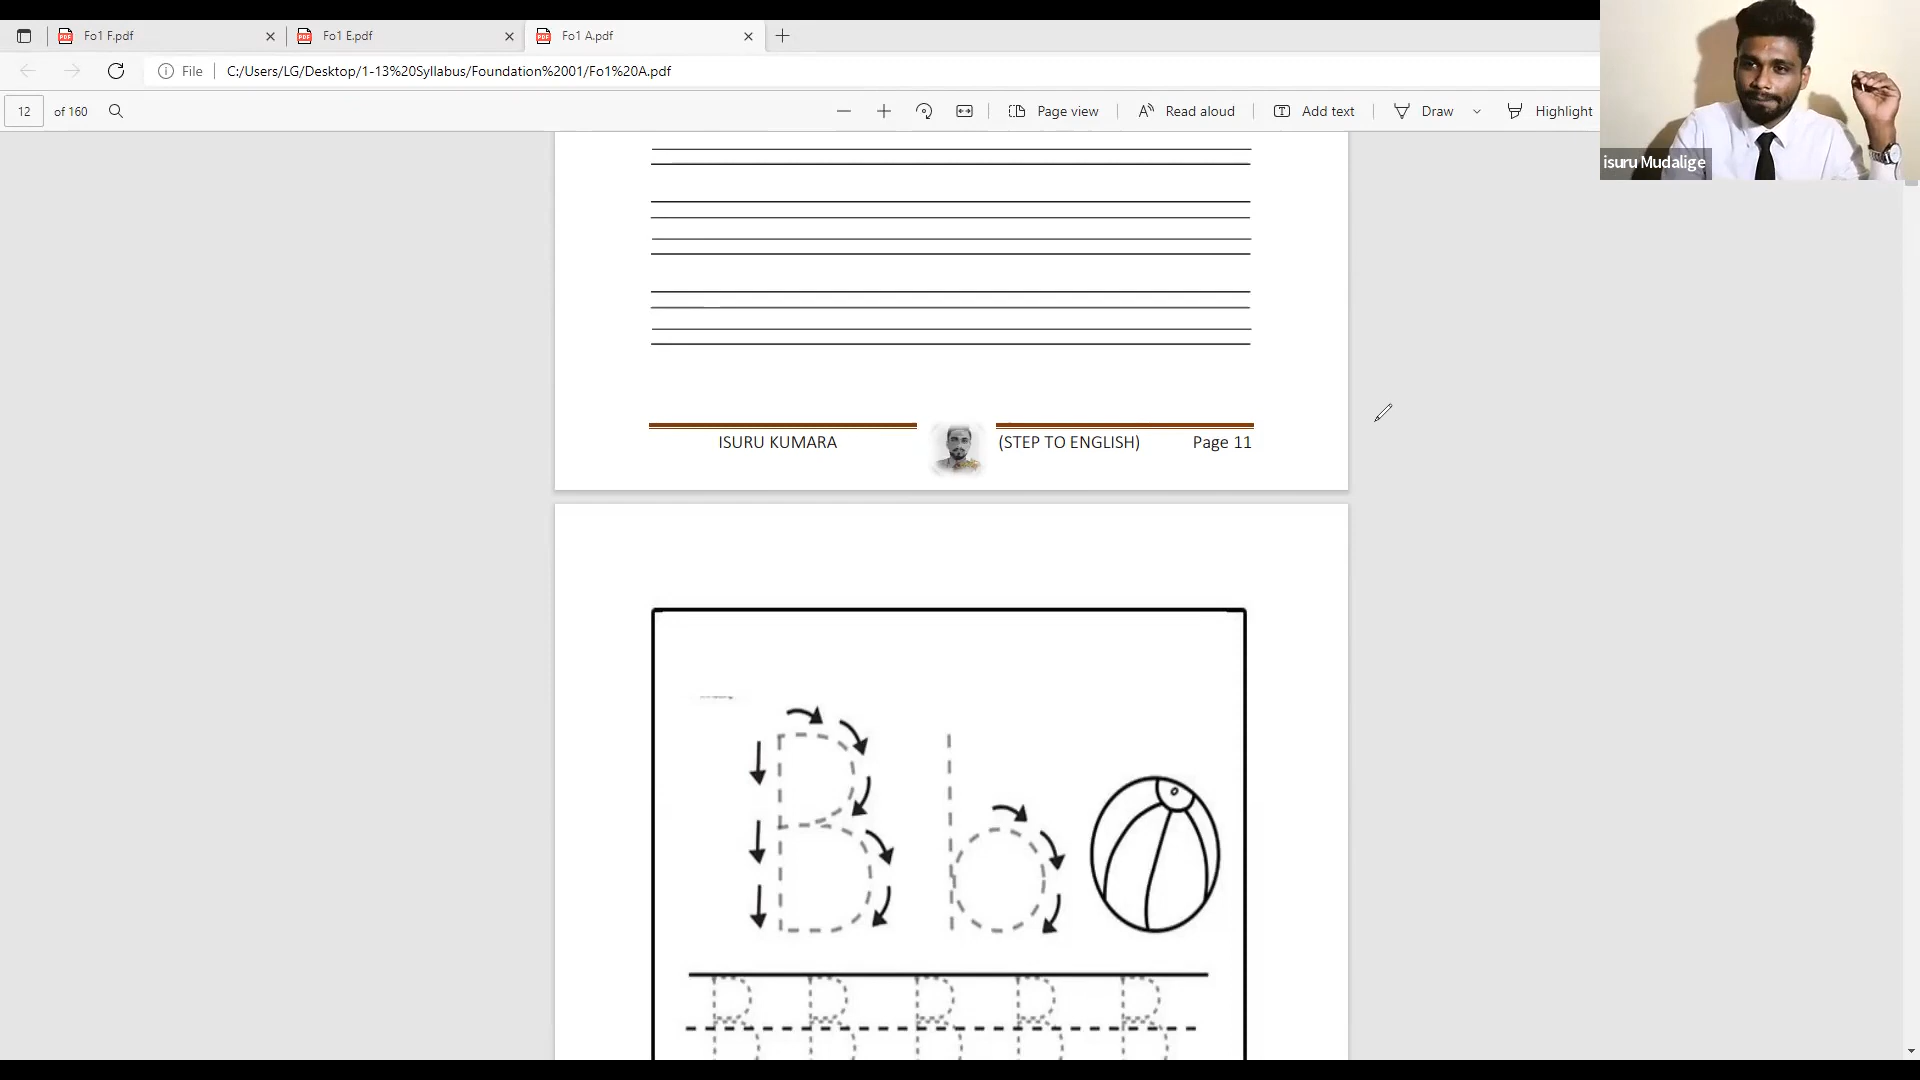 Fo1 F.pdf
Fo1 E.pdf
Fo1 A.pdf
File
C:/Users/LG/Desktop/1-13%20Syllabus/Foundation%2001/Fo1%20A.pdf
12 of 160
Page view
Read aloud
Add text
Draw
Highlight
isuru Mudalige
ISURU KUMARA (STEP TO ENGLISH) Page 11
B b
B B B B B